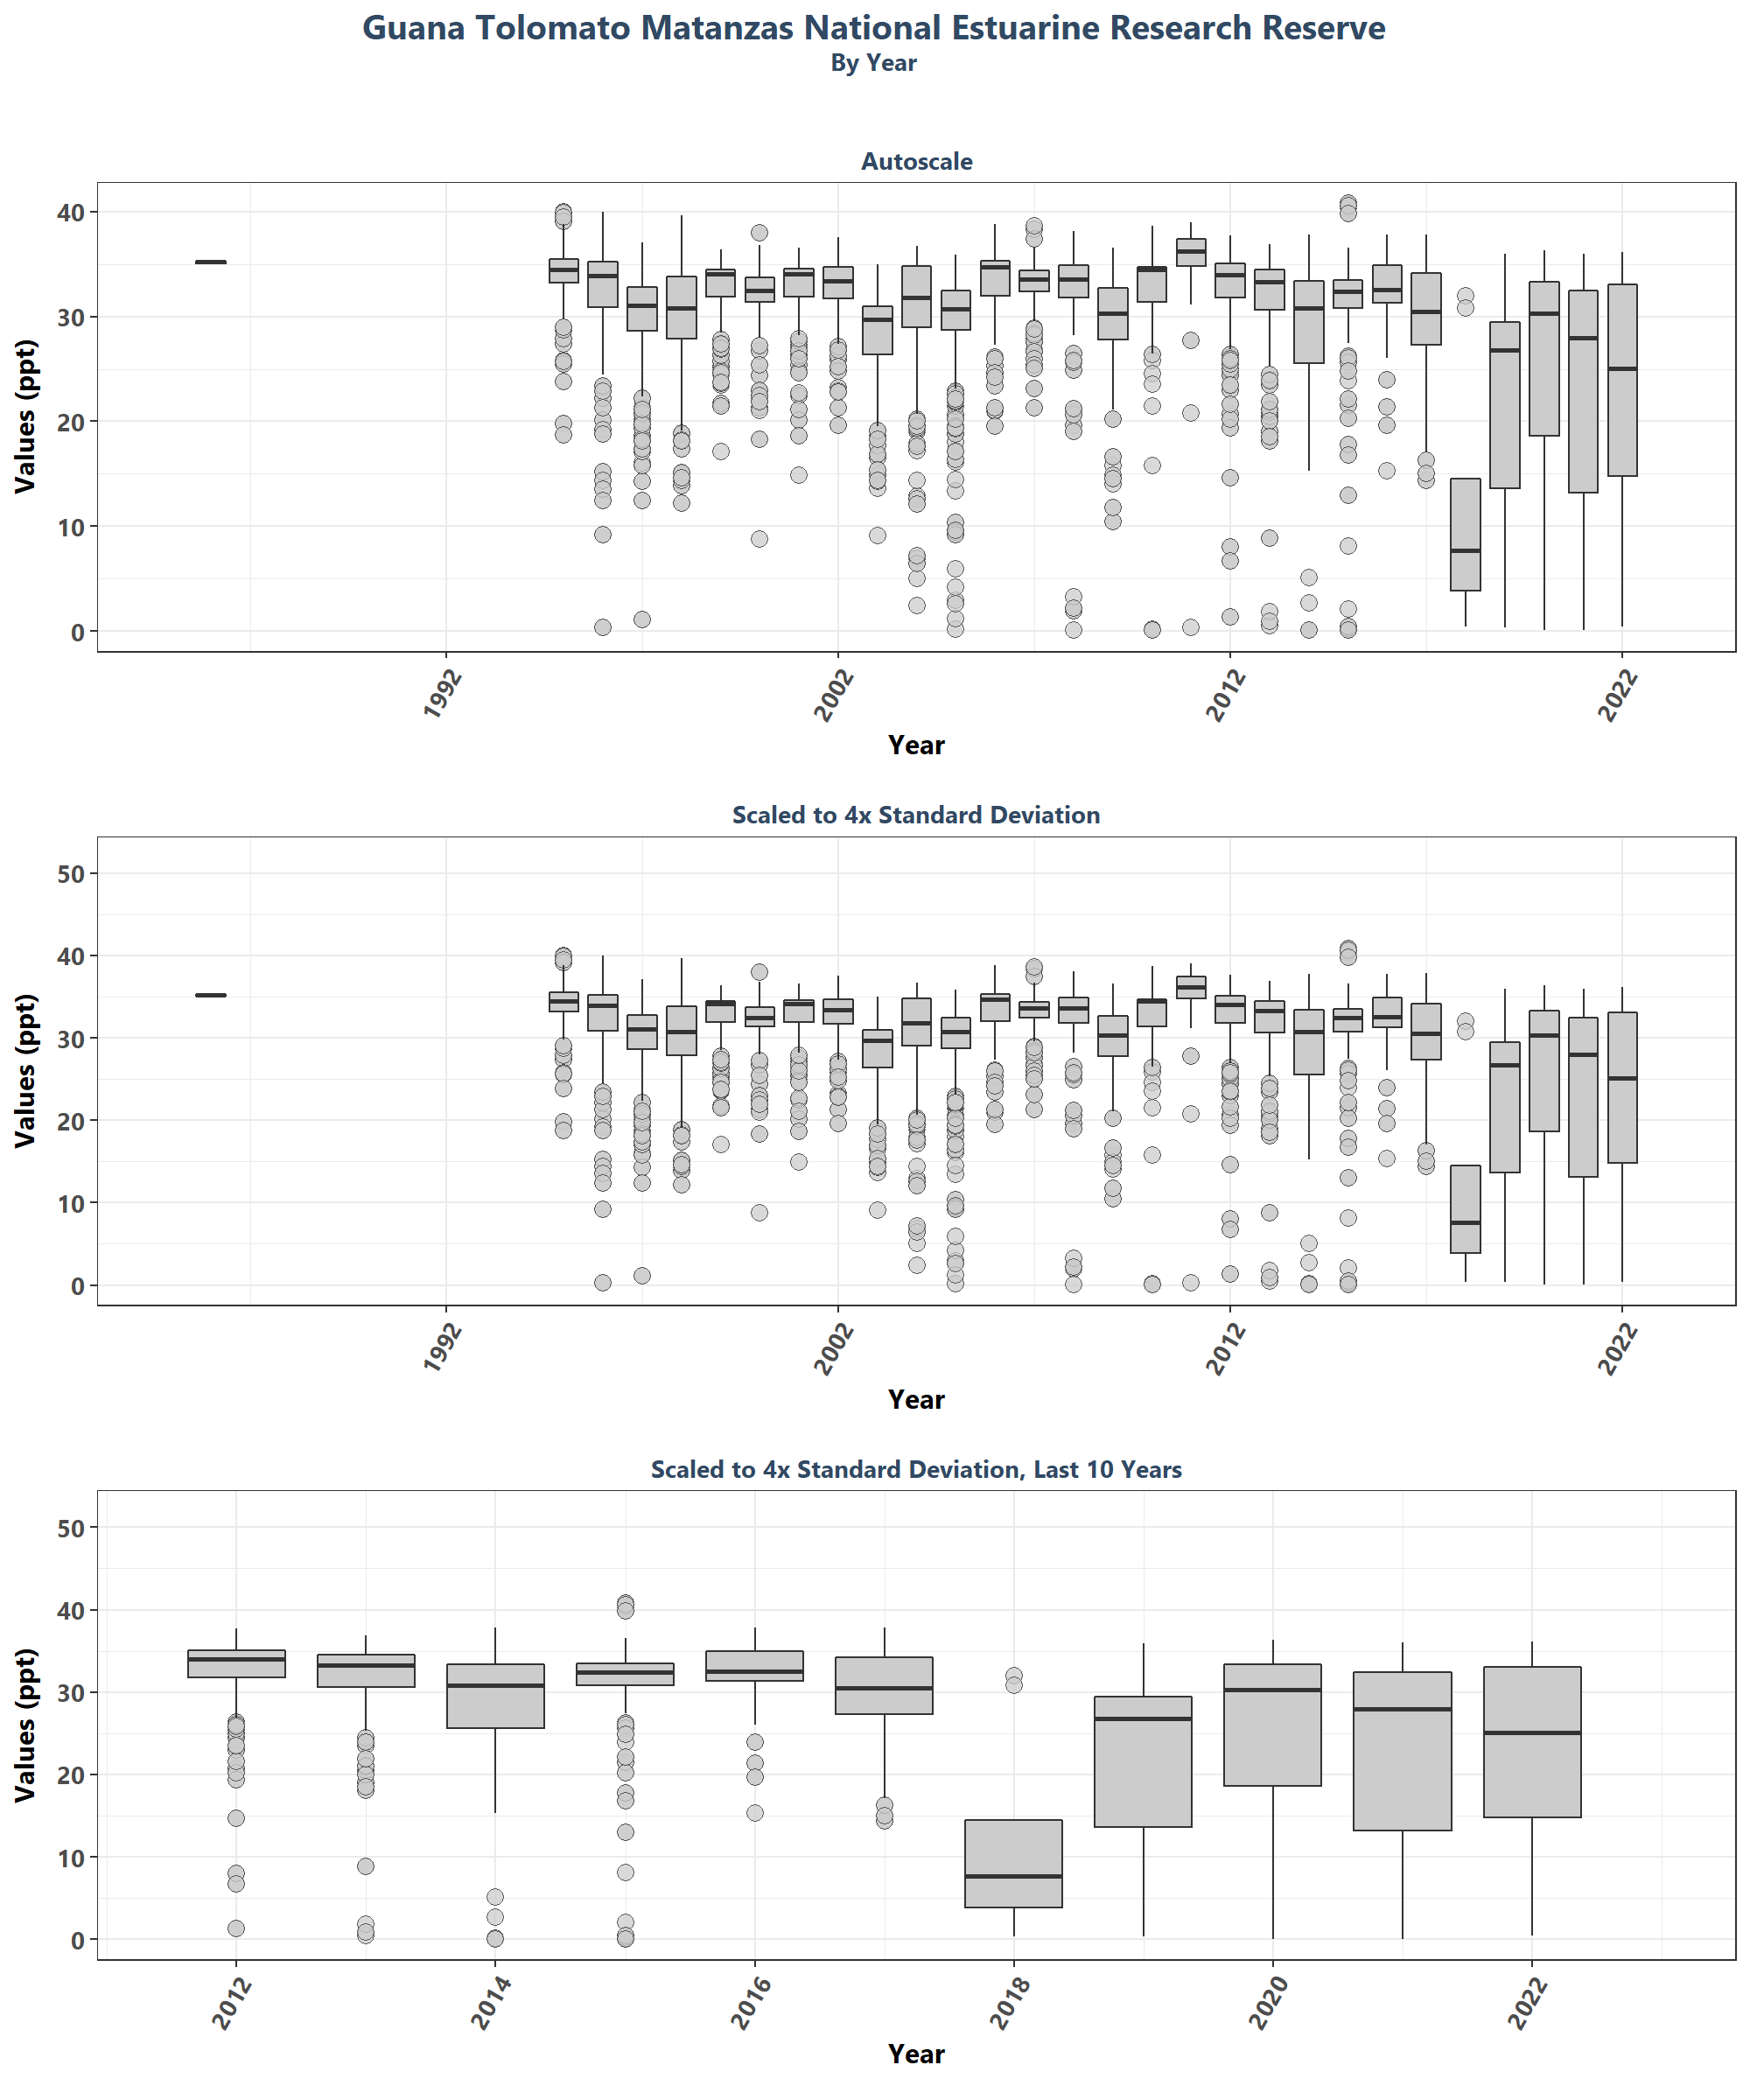 Guana Tolomato Matanzas National Estuarine Research Reserve
By Year
Autoscale
Values (ppt)
40
30
20
10
0
1992
2002
2012
2022
Year
Scaled to 4x Standard Deviation
Values (ppt)
50
40
30
20
10
0
1992
2002
2012
2022
Year
Scaled to 4x Standard Deviation, Last 10 Years
Values (ppt)
50
40
30
20
10
0
2012
2014
2016
2018
2020
2022
Year